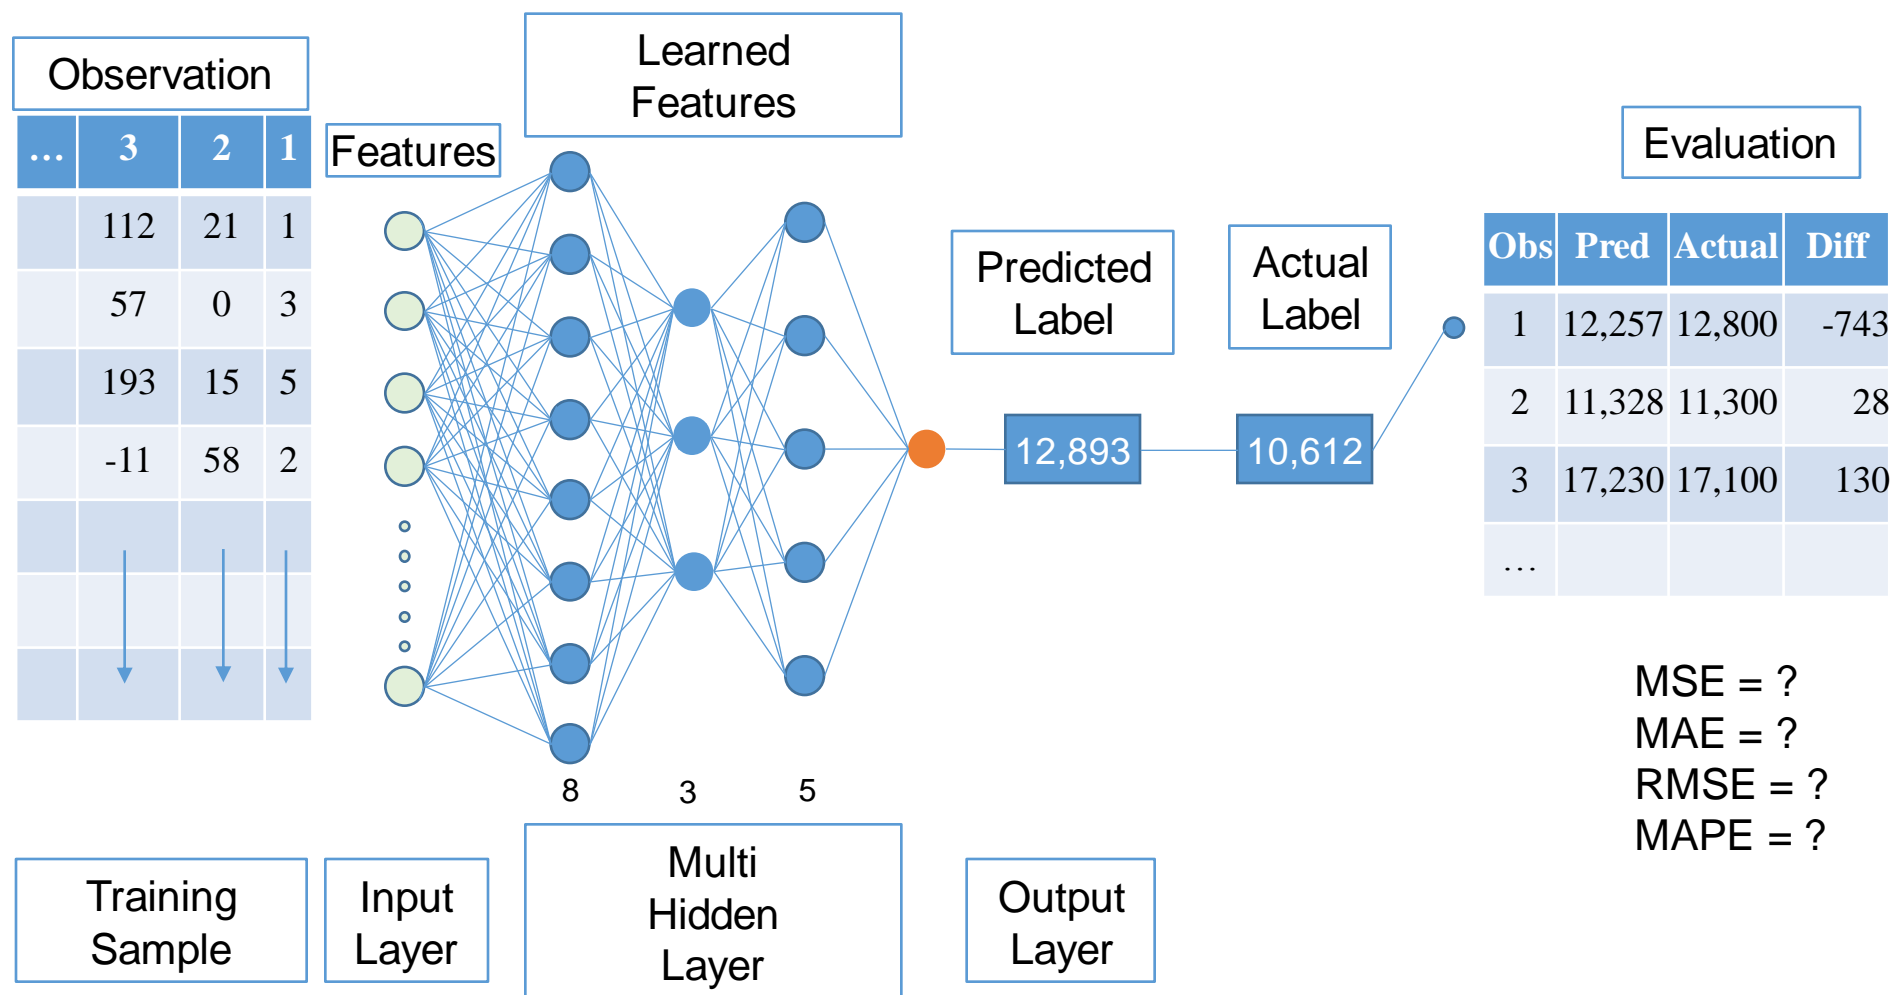 Observation
… 3 2 1
112 21 1
57 0 3
193 15 5
-11 58 2
Features
Learned
Features
8 3 5
Predicted
Label
12,893
Actual
Label
10,612
Evaluation
Obs Pred Actual Diff
1 12,257 12,800 -743
2 11,328 11,300 28
3 17,230 17,100 130
…
MSE = ?
MAE = ?
RMSE = ?
MAPE = ?
Training
Sample
Input
Layer
Multi
Hidden
Layer
Output
Layer